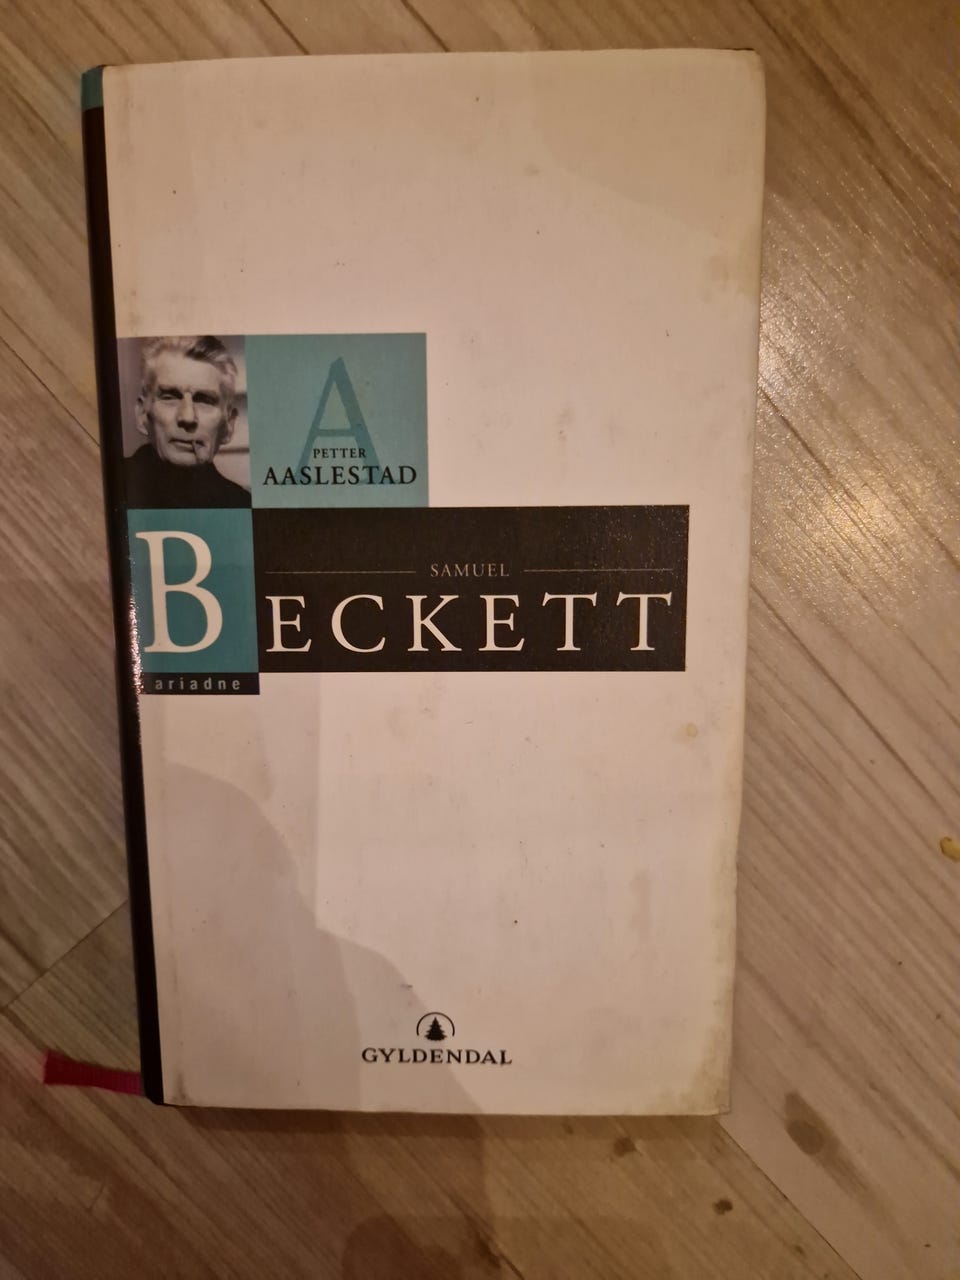 A
PETTER
AASLESTAD
SAMUEL
BECKETT
ariadne
GYLDENDAL